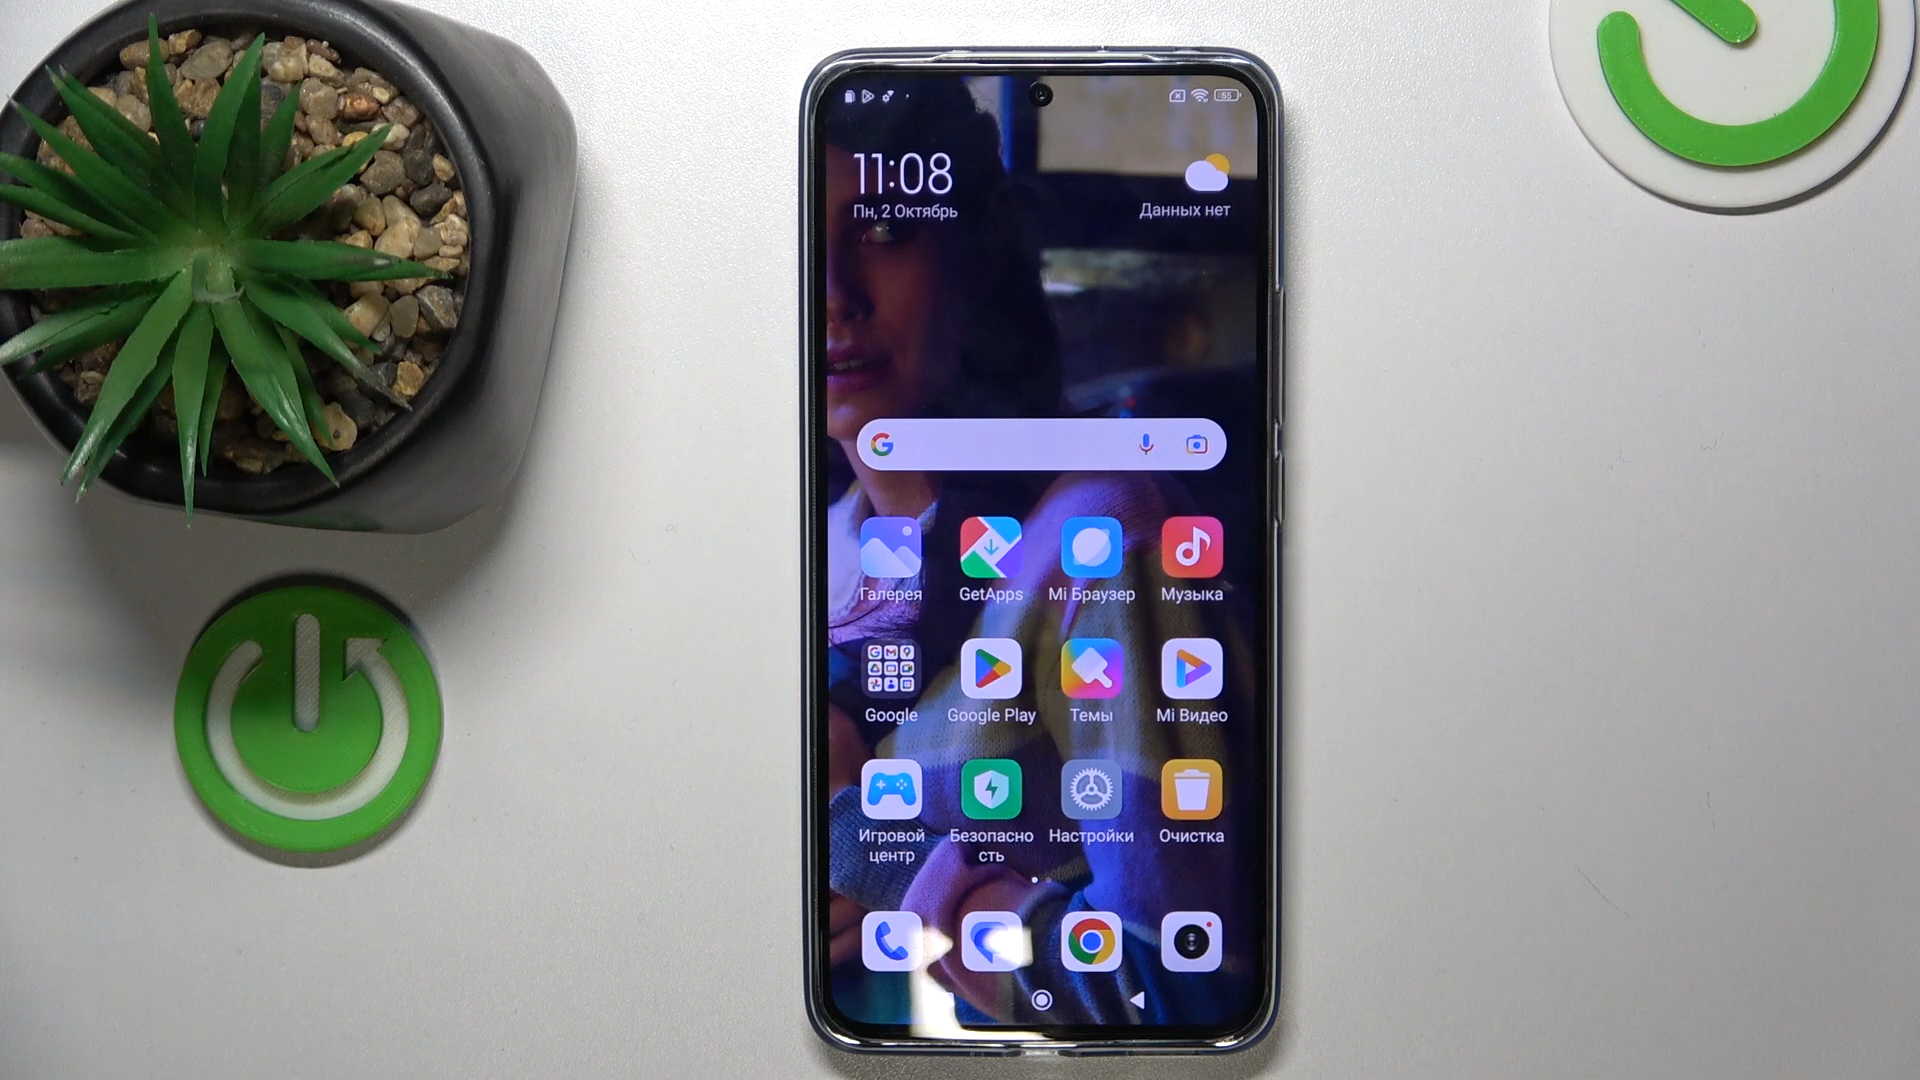 55
11:08
Пн, 2 Октябрь
Данных нет
Галерея
GetApps
Mi Браузер
Музыка
Google
Google Play
Темы
Mi Видео
Игровой
центр
Безопасно
сть
Настройки
Очистка